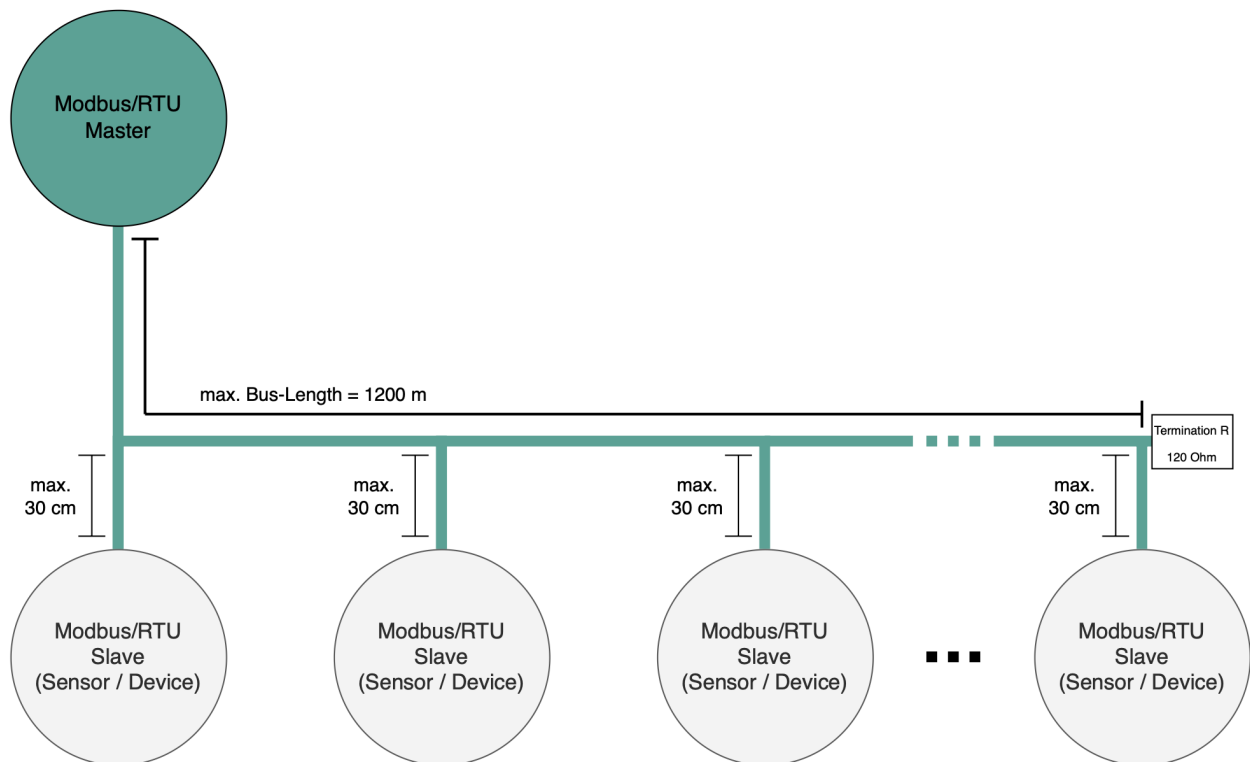 Modbus/RTU
Master
max. Bus-Length = 1200 m
Termination R
120 Ohm
max.
30 cm
max.
30 cm
max.
30 cm
max.
30 cm
Modbus/RTU
Slave
(Sensor / Device)
Modbus/RTU
Slave
(Sensor / Device)
Modbus/RTU
Slave
(Sensor / Device)
Modbus/RTU
Slave
(Sensor / Device)